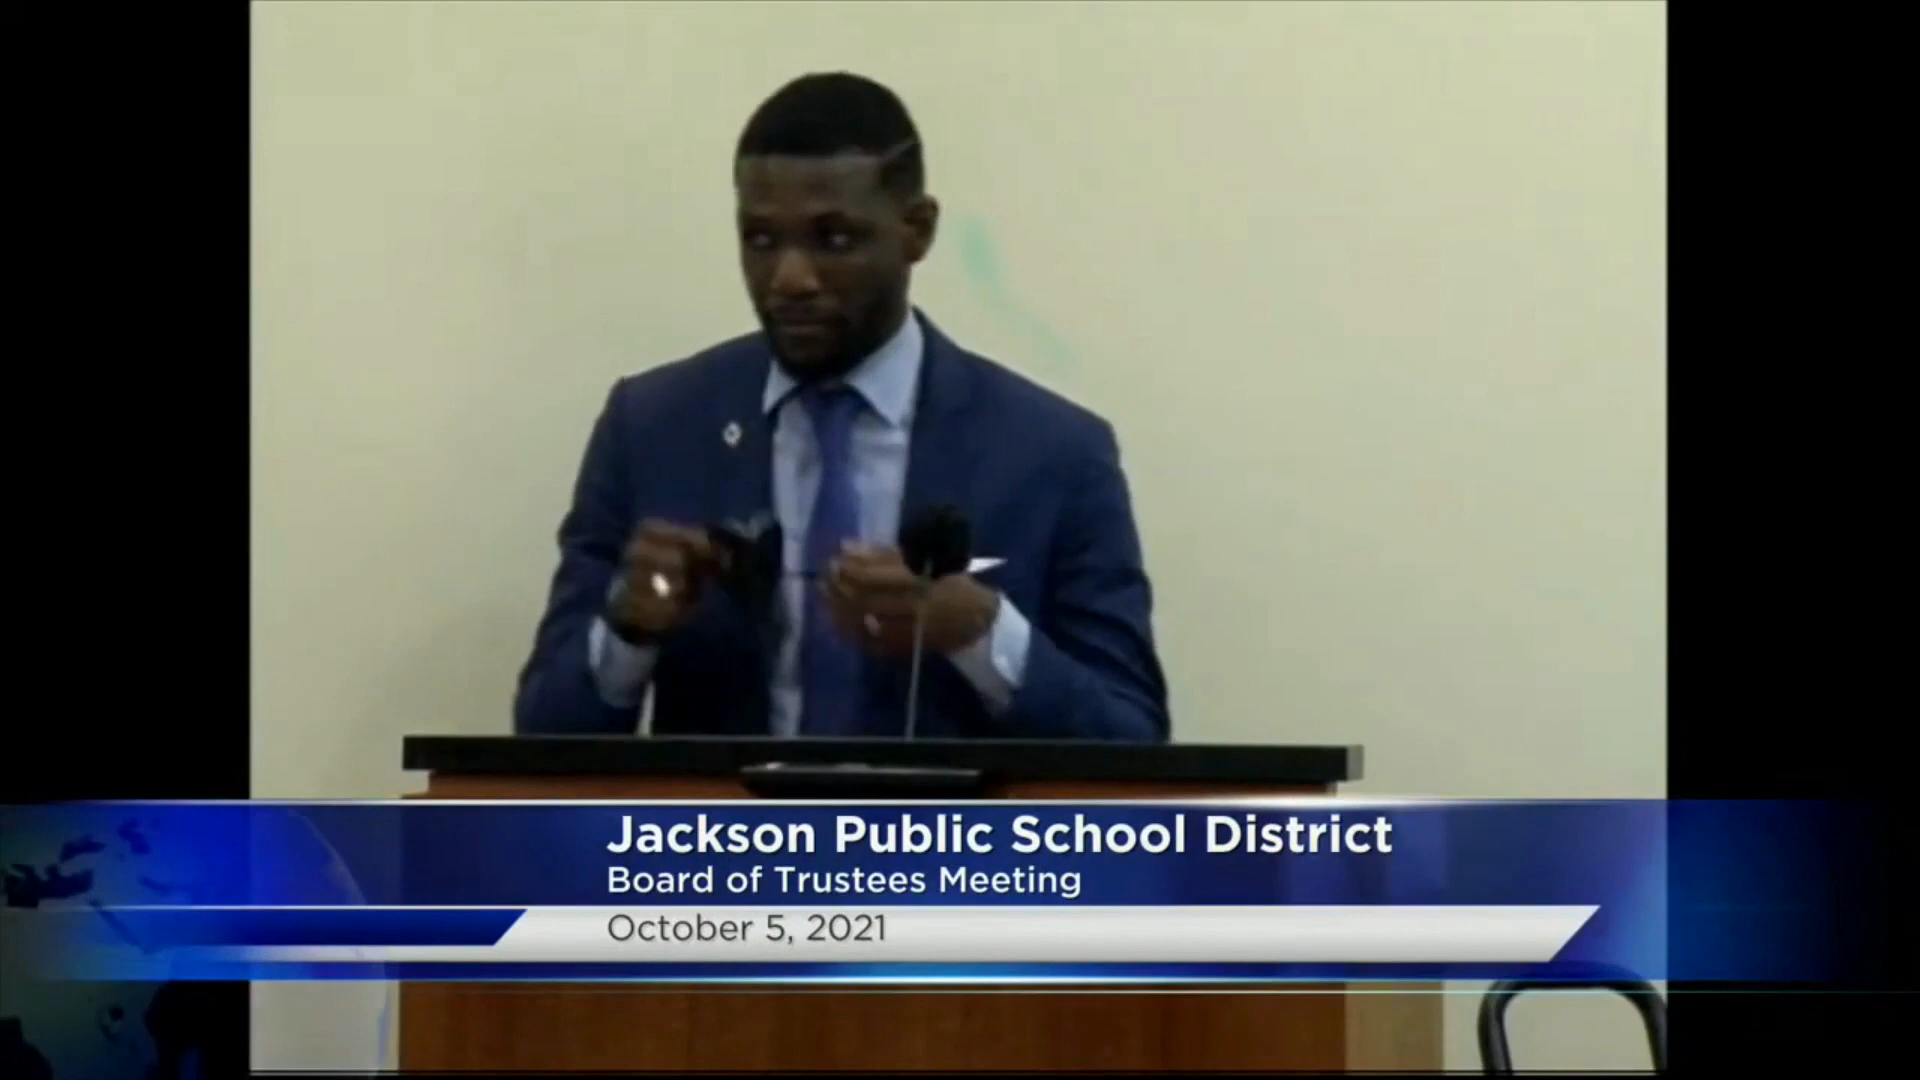 Jackson Public School District
Board of Trustees Meeting
October 5, 2021